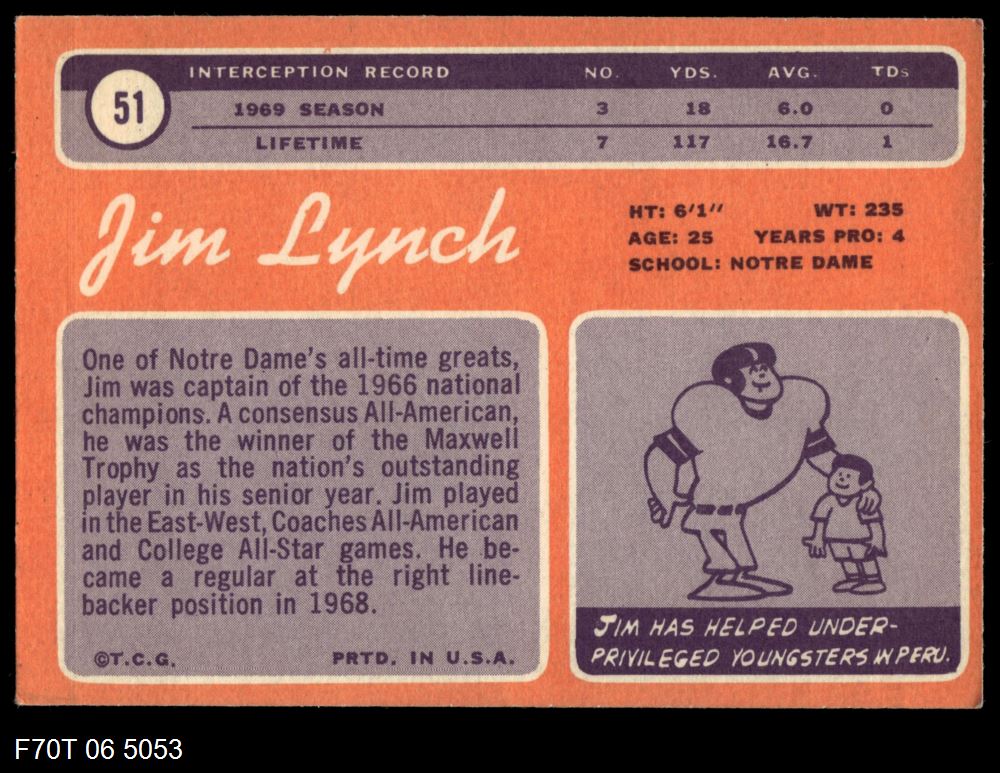 51
INTERCEPTION RECORD NO. YDS. AVG. TDs
1969 SEASON 3 18 6.0 0
LIFETIME 7 117 16.7 1
Jim Lynch
HT: 6'1" WT: 235
AGE: 25 YEARS PRO: 4
SCHOOL: NOTRE DAME
One of Notre Dame's all-time greats,
Jim was captain of the 1966 national
champions. A consensus All-American,
he was the winner of the Maxwell
Trophy as the nation's outstanding
player in his senior year. Jim played
in the East-West, Coaches All-American
and College All-Star games. He be-
came a regular at the right line-
backer position in 1968.
©T.C.G. PRTD. IN U.S.A.
JIM HAS HELPED UNDER-
PRIVILEGED YOUNGSTERS IN PERU.
F70T 06 5053